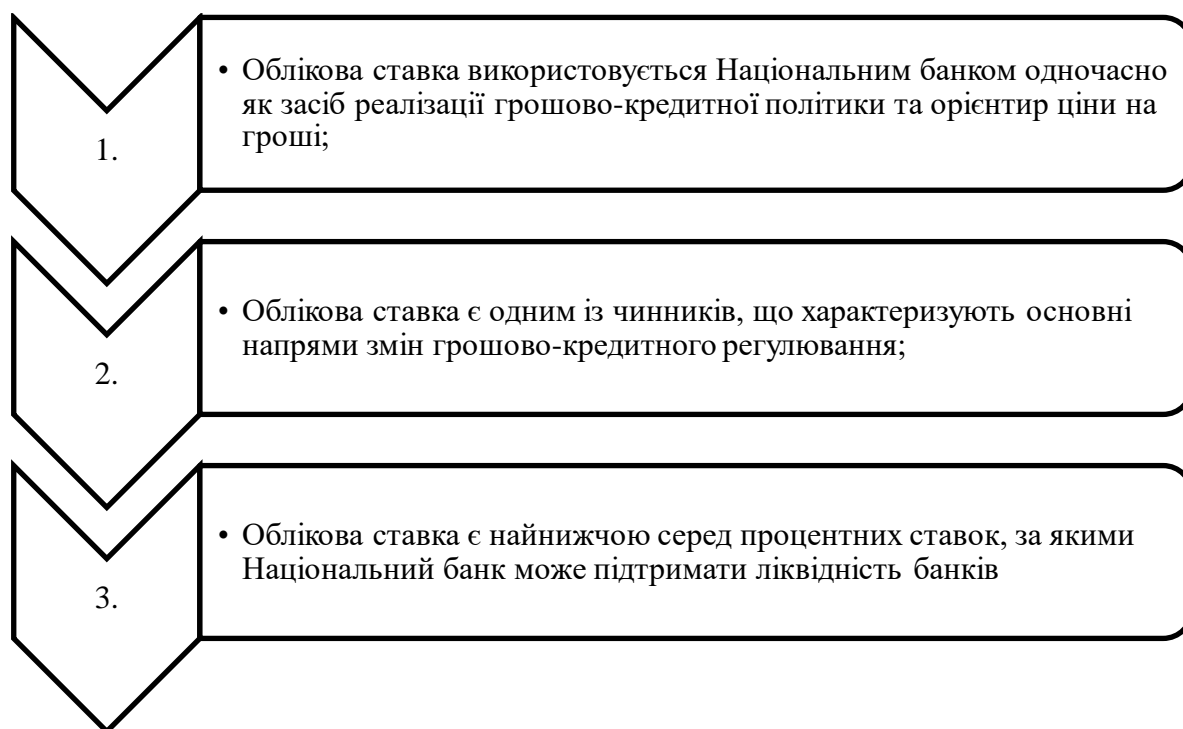 1.
• Облікова ставка використовується Національним банком одночасно
як засіб реалізації грошово-кредитної політики та орієнтир ціни на
гроші;
2.
• Облікова ставка є одним із чинників, що характеризують основні
напрями змін грошово-кредитного регулювання;
3.
• Облікова ставка є найнижчою серед процентних ставок, за якими
Національний банк може підтримати ліквідність банків